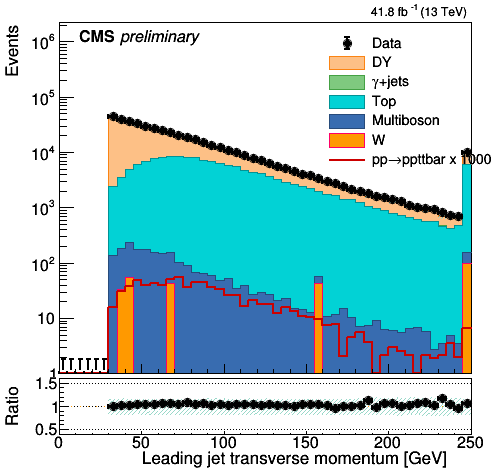 41.8 fb⁻¹ (13 TeV)
CMS preliminary
Events
10⁶
10⁵
10⁴
10³
10²
10
1
Data
DY
γ+jets
Top
Multiboson
W
pp→ppttbar x 1000
Ratio
1.5
1
0.5
0 50 100 150 200 250
Leading jet transverse momentum [GeV]